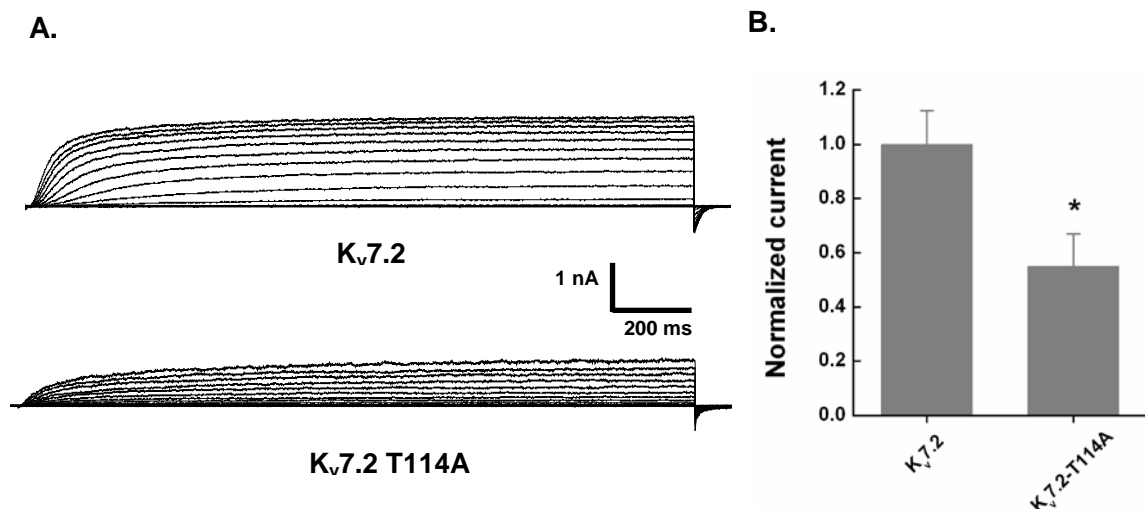 A.
Kv7.2
1 nA
200 ms
Kv7.2 T114A
B.
Normalized current
1.2
1.0
0.8
0.6
0.4
0.2
0.0
*
Kv7.2
Kv7.2-T114A